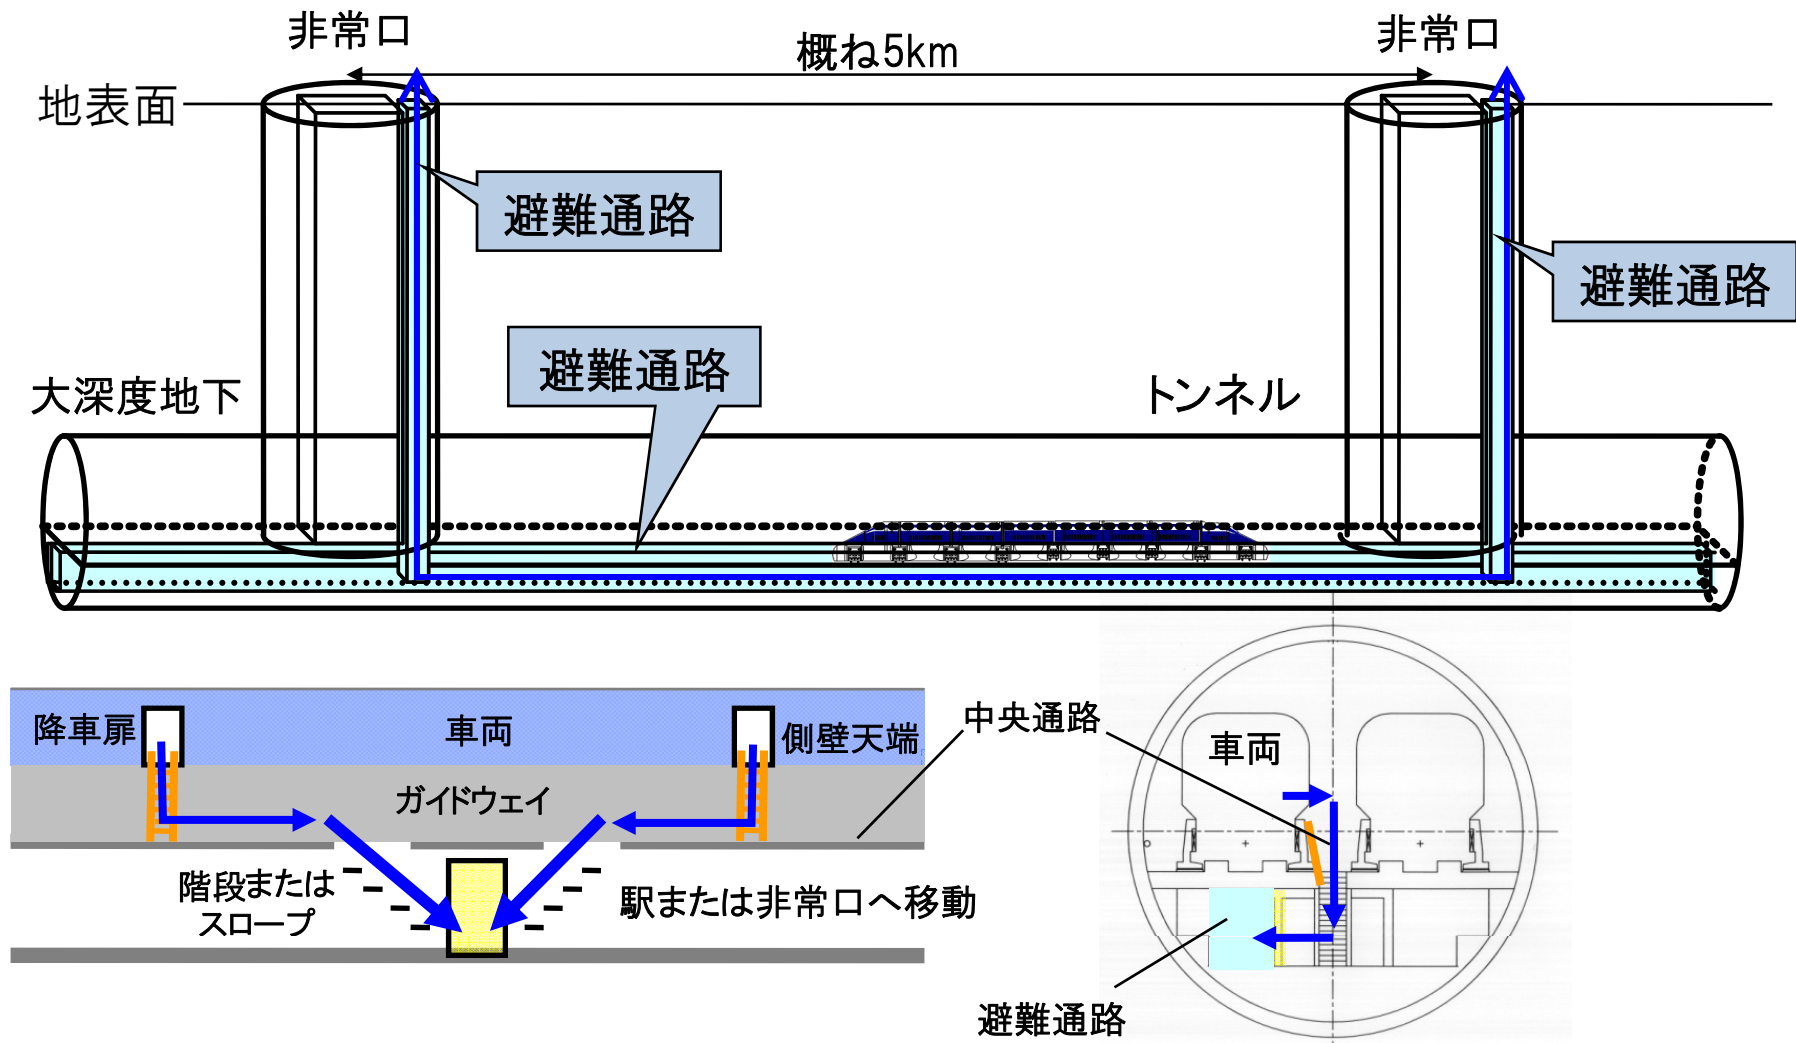 非常口
概ね5km
非常口
地表面
避難通路
避難通路
避難通路
大深度地下
トンネル
降車扉
車両
側壁天端
中央通路
車両
ガイドウェイ
階段または
スロープ
駅または非常口へ移動
避難通路